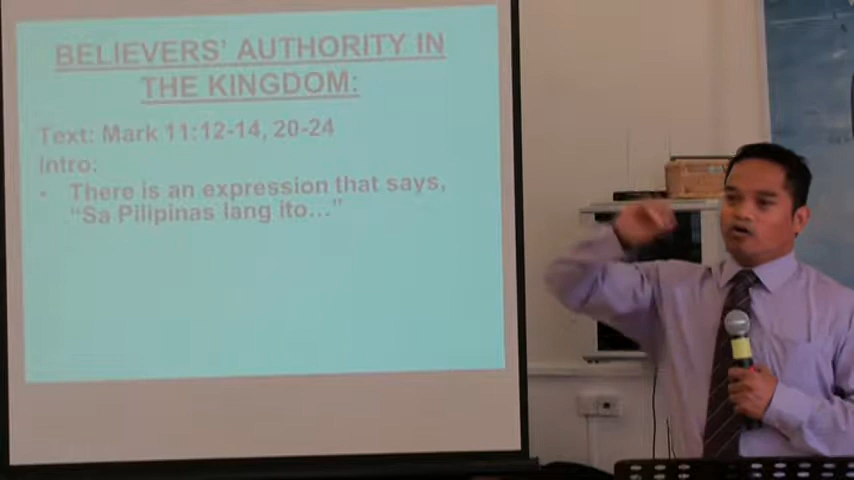 BELIEVERS' AUTHORITY IN
THE KINGDOM:
Text: Mark 11:12-14, 20-24
Intro:
• There is an expression that says,
"Sa Pilipinas lang ito..."